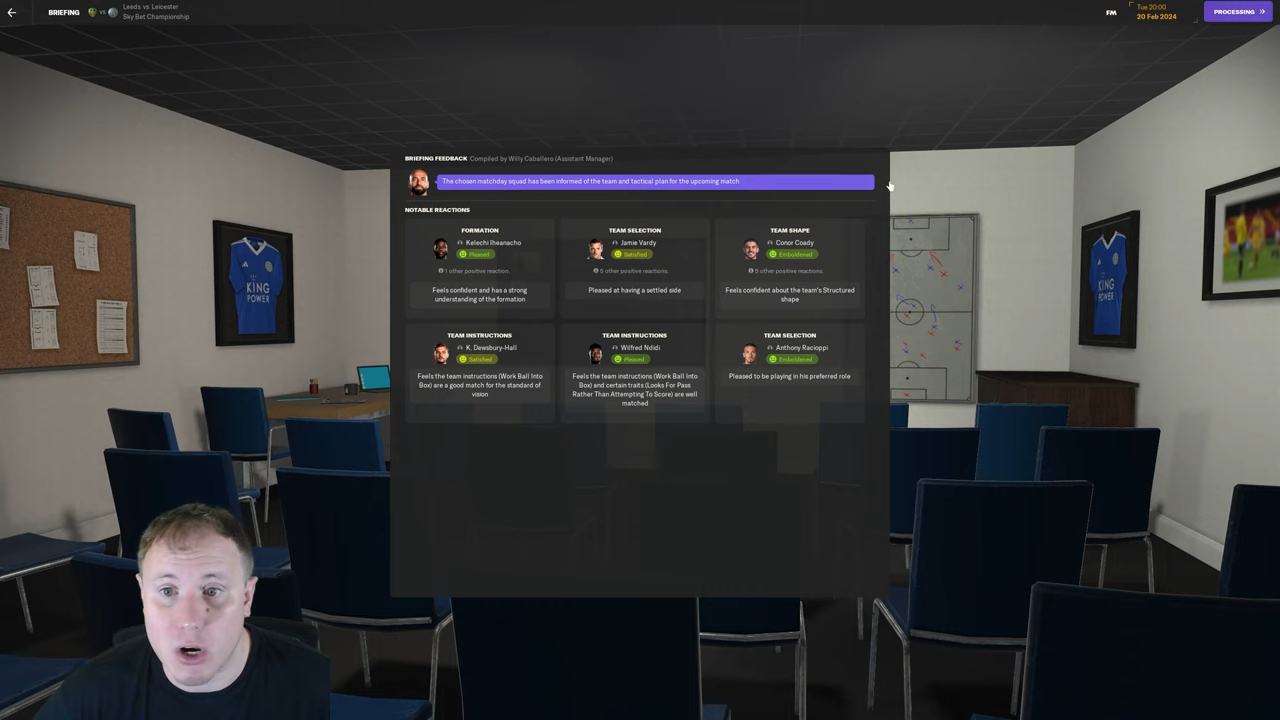 BRIEFING
Leeds vs Leicester
Sky Bet Championship
VS
FM
Tue 20:00
20 Feb 2024
PROCESSING
BRIEFING FEEDBACK Compiled by Willy Caballero (Assistant Manager)
The chosen matchday squad has been informed of the team and tactical plan for the upcoming match
NOTABLE REACTIONS
FORMATION
Kelechi Iheanacho
Pleased
1 other positive reaction.
Feels confident and has a strong
understanding of the formation
TEAM SELECTION
Jamie Vardy
Satisfied
5 other positive reactions.
Pleased at having a settled side
TEAM SHAPE
Conor Coady
Emboldened
5 other positive reactions.
Feels confident about the team's Structured
shape
TEAM INSTRUCTIONS
K. Dewsbury-Hall
Satisfied
Feels the team instructions (Work Ball Into
Box) are a good match for the standard of
vision
TEAM INSTRUCTIONS
Wilfred Ndidi
Pleased
Feels the team instructions (Work Ball Into
Box) and certain traits (Looks For Pass
Rather Than Attempting To Score) are well
matched
TEAM SELECTION
Anthony Racioppi
Emboldened
Pleased to be playing in his preferred role
KING
POWER
KING
POWER